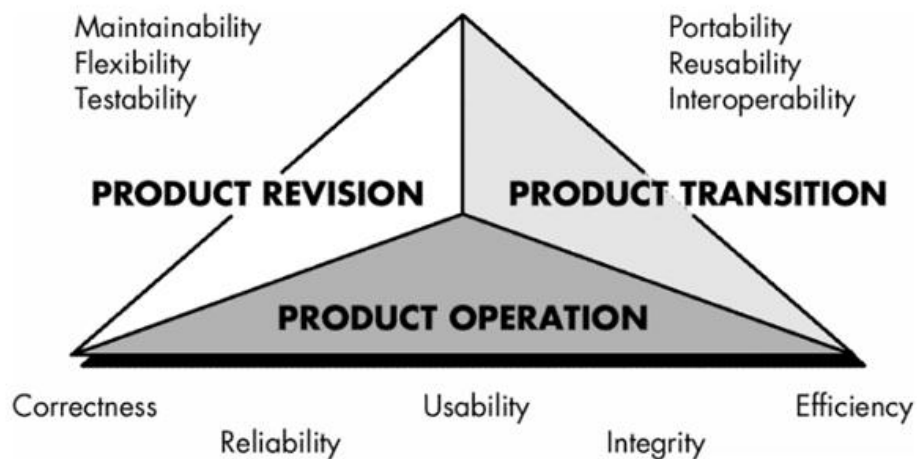 Maintainability
Flexibility
Testability
Portability
Reusability
Interoperability
PRODUCT REVISION
PRODUCT TRANSITION
PRODUCT OPERATION
Correctness
Usability
Efficiency
Reliability
Integrity